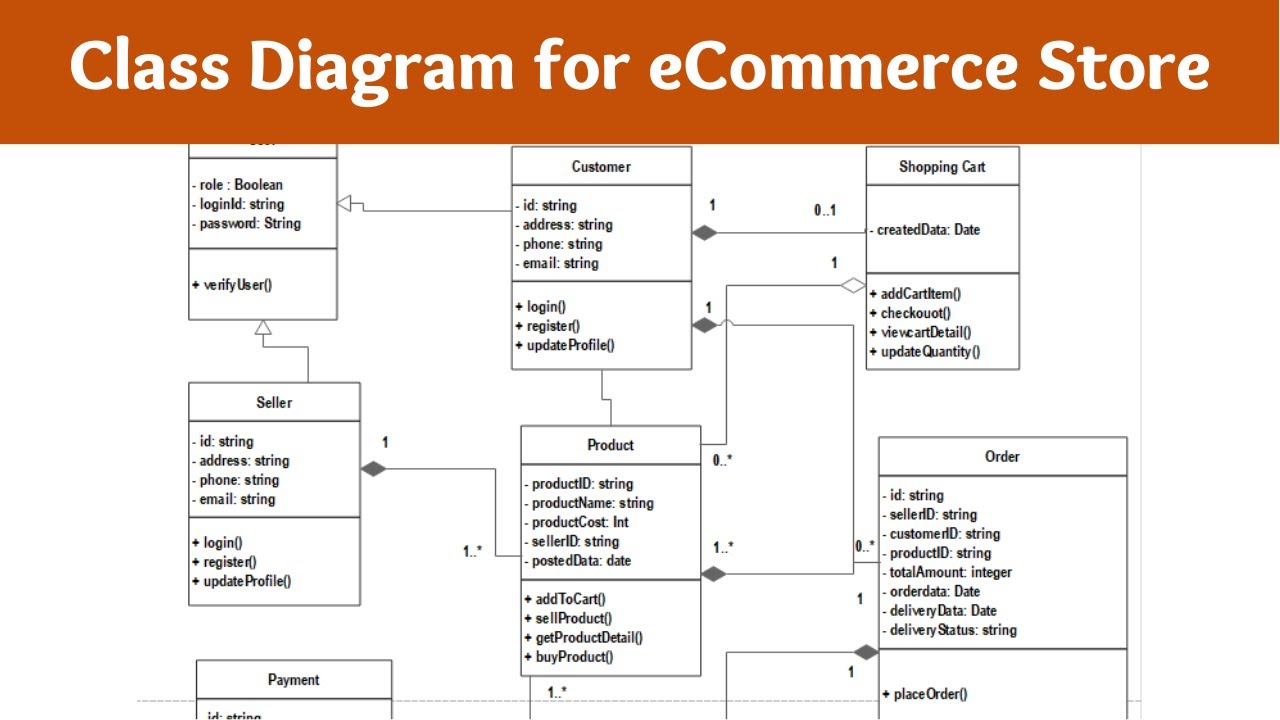 Class Diagram for eCommerce Store
- role : Boolean
- loginId: string
- password: String
+ verifyUser()
Customer
- id: string
- address: string
- phone: string
- email: string
+ login()
+ register()
+ updateProfile()
1
0..1
Shopping Cart
- createdData: Date
+ addCartItem()
+ checkouot()
+ viewcartDetail()
+ updateQuantity()
1
1
Seller
- id: string
- address: string
- phone: string
- email: string
+ login()
+ register()
+ updateProfile()
1
1..*
Product
- productID: string
- productName: string
- productCost: Int
- sellerID: string
- postedData: date
+ addToCart()
+ sellProduct()
+ getProductDetail()
+ buyProduct()
0..*
1..*
0..*
1
Order
- id: string
- sellerID: string
- customerID: string
- productID: string
- totalAmount: integer
- orderdata: Date
- deliveryData: Date
- deliveryStatus: string
+ placeOrder()
1
1..*
Payment
id: string